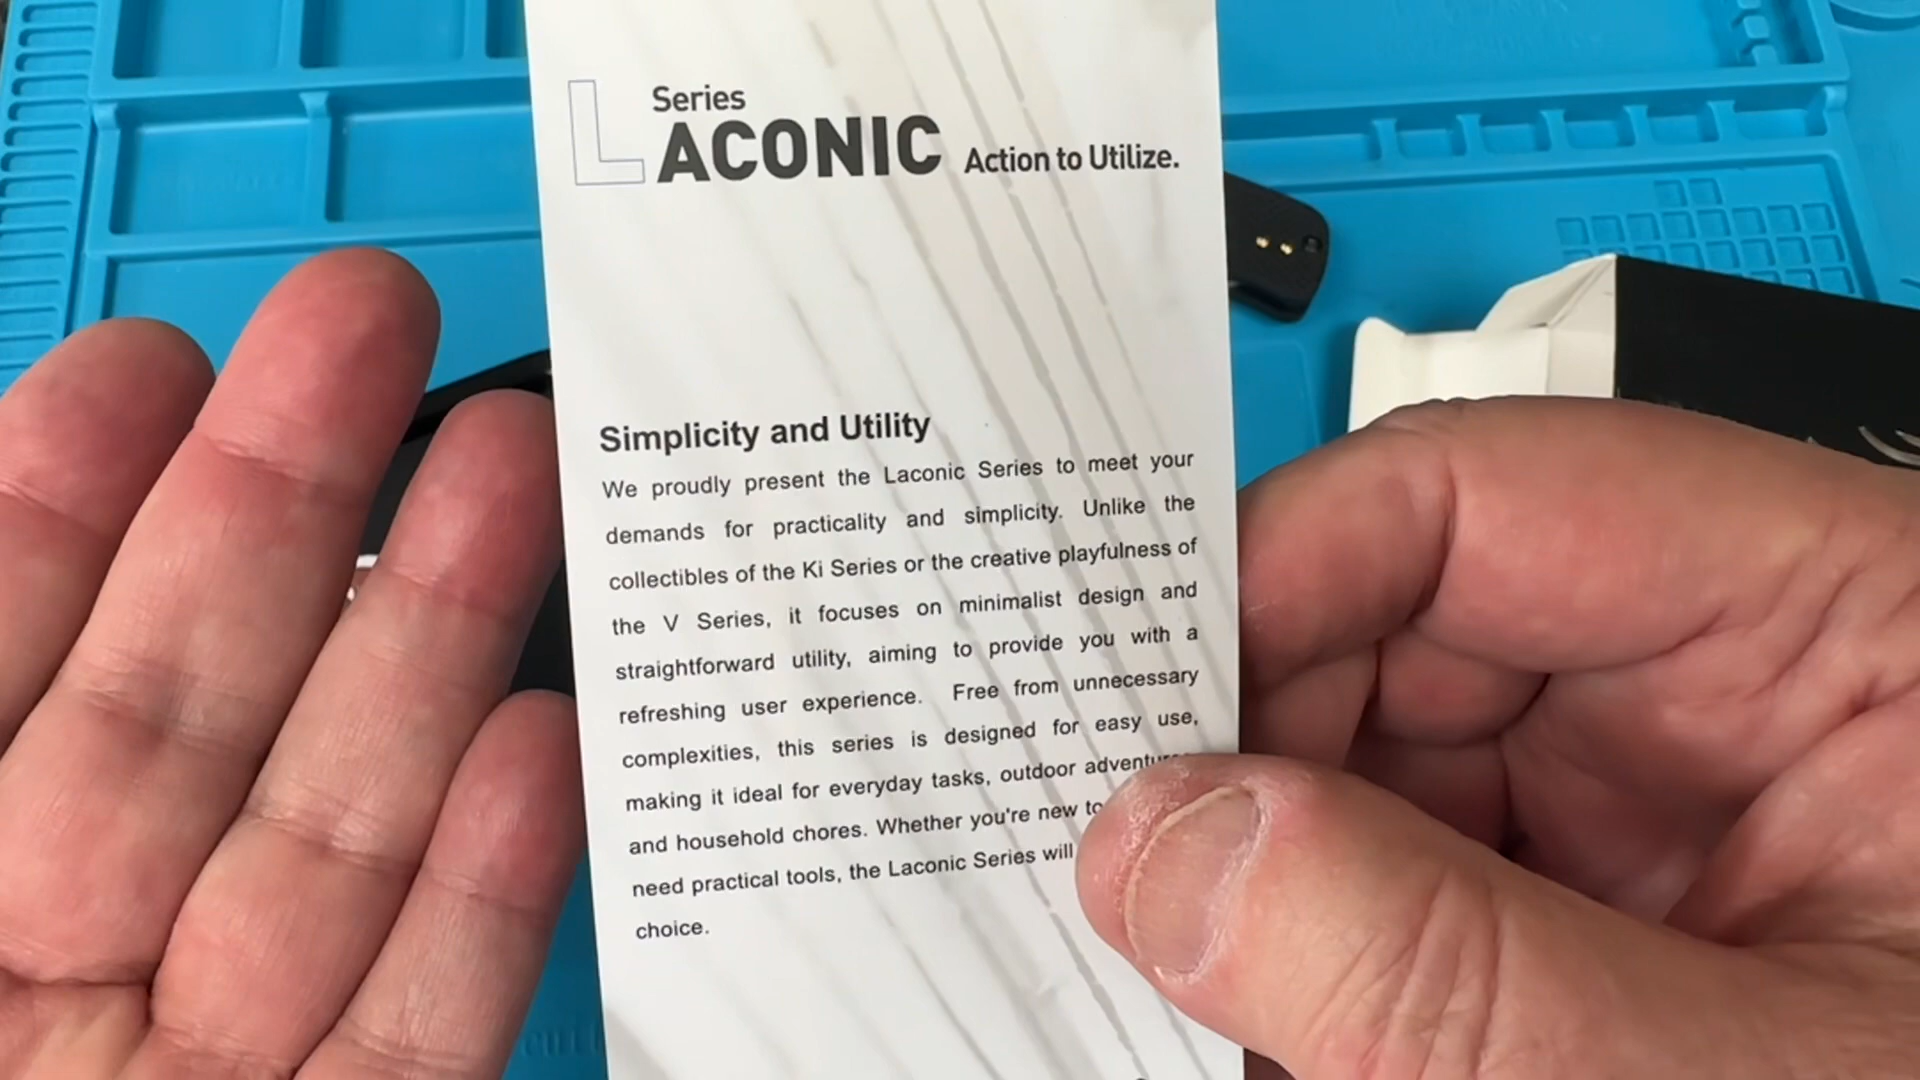 Series
LACONIC Action to Utilize.
Simplicity and Utility
We proudly present the Laconic Series to meet your
demands for practicality and simplicity. Unlike the
collectibles of the Ki Series or the creative playfulness of
the V Series, it focuses on minimalist design and
straightforward utility, aiming to provide you with a
refreshing user experience. Free from unnecessary
complexities, this series is designed for easy use,
making it ideal for everyday tasks, outdoor
and household chores. Whether you're new to
need practical tools, the Laconic Series will
choice.